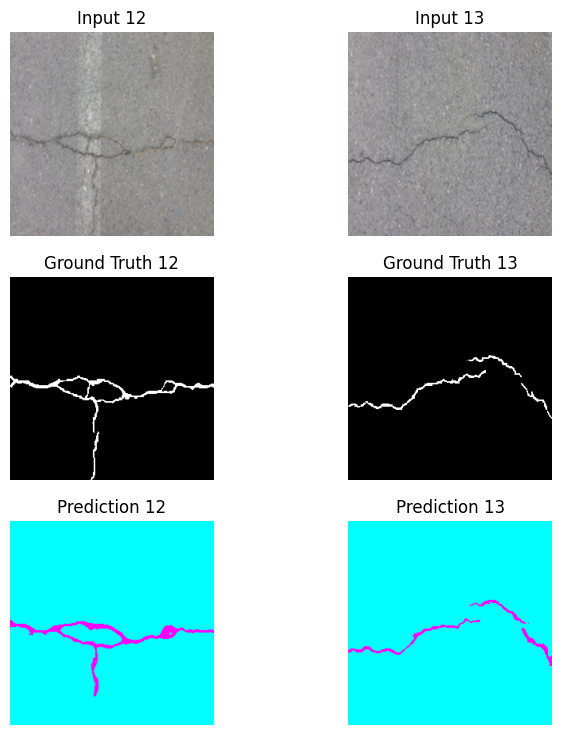 Input 12
Input 13
Ground Truth 12
Ground Truth 13
Prediction 12
Prediction 13